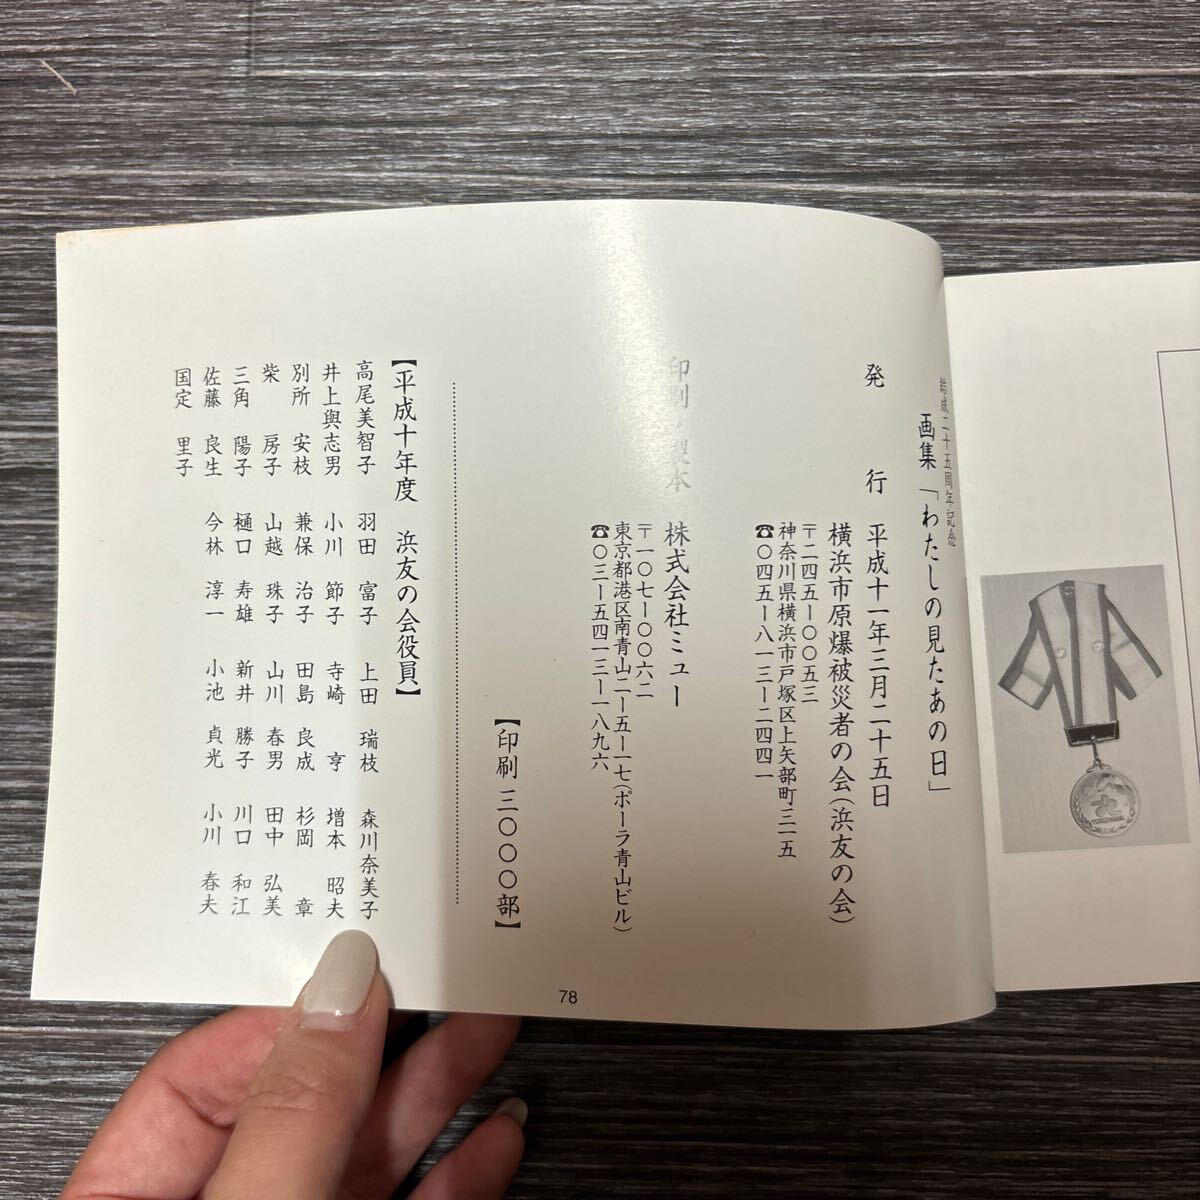 結成二十五周年記念
画集「わたしの見たあの日」
発行 平成十一年三月二十五日
横浜市原爆被災者の会(浜友の会)
〒二四五ー〇〇五三
神奈川県横浜市戸塚区上矢部町三一五
☎〇四五ー八一三ー二四四一
印刷・製本 株式会社ミュー
〒一〇七ー〇〇六二
東京都港区南青山二ー五ー一七(ポーラ青山ビル)
☎〇三ー五四一三ー一八九六
【印刷 三〇〇〇部】
【平成十年度 浜友の会役員】
高尾美智子 羽田 富子 上田 瑞枝 森川奈美子
井上與志男 小川 節子 寺崎 亨 増本 昭夫
別所 安枝 兼保 治子 田島 良成 杉岡 章
柴 房子 山越 珠子 山川 春男 田中 弘美
三角 陽子 樋口 寿雄 新井 勝子 川口 和江
佐藤 良生 今林 淳一 小池 貞光 小川 春夫
国定 里子
78
YOKOHAMA